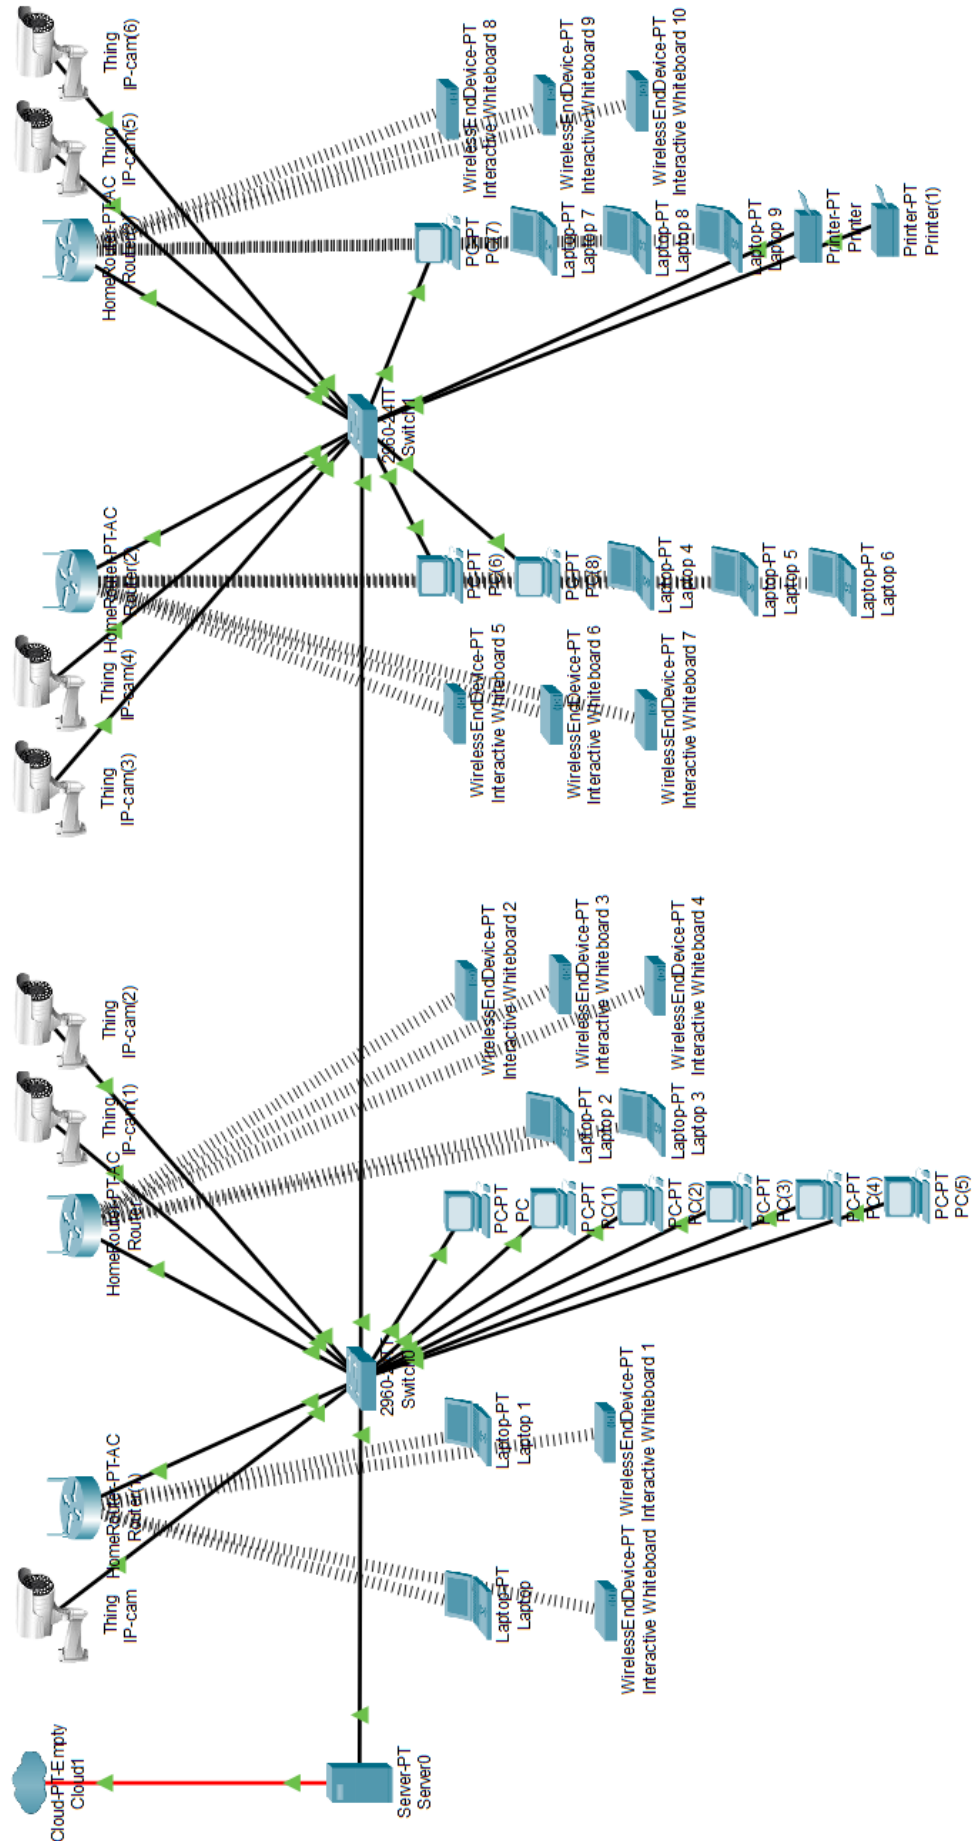 Cloud-PT-Empty
Cloud1
Server-PT
Server0
Thing
IP-cam
HomeRouter-PT-AC
Router(1)
Laptop-PT
Laptop
Laptop-PT
Laptop 1
WirelessEndDevice-PT
Interactive Whiteboard
WirelessEndDevice-PT
Interactive Whiteboard 1
2960-24TT
Switch0
HomeRouter-PT-AC
Router
Thing
IP-cam(1)
Thing
IP-cam(2)
PC-PT
PC
PC-PT
PC(1)
PC-PT
PC(2)
PC-PT
PC(3)
PC-PT
PC(4)
PC-PT
PC(5)
Laptop-PT
Laptop 2
Laptop-PT
Laptop 3
WirelessEndDevice-PT
Interactive Whiteboard 2
WirelessEndDevice-PT
Interactive Whiteboard 3
WirelessEndDevice-PT
Interactive Whiteboard 4
Thing
IP-cam(3)
Thing
IP-cam(4)
HomeRouter-PT-AC
Router(2)
WirelessEndDevice-PT
Interactive Whiteboard 5
WirelessEndDevice-PT
Interactive Whiteboard 6
WirelessEndDevice-PT
Interactive Whiteboard 7
PC-PT
PC(6)
PC-PT
PC(8)
Laptop-PT
Laptop 4
Laptop-PT
Laptop 5
Laptop-PT
Laptop 6
2960-24TT
Switch1
HomeRouter-PT-AC
Thing
IP-cam(5)
Thing
IP-cam(6)
PC-PT
PC(7)
Laptop-PT
Laptop 7
Laptop-PT
Laptop 8
Laptop-PT
Laptop 9
Printer-PT
Printer
Printer-PT
Printer(1)
WirelessEndDevice-PT
Interactive Whiteboard 8
WirelessEndDevice-PT
Interactive Whiteboard 9
WirelessEndDevice-PT
Interactive Whiteboard 10